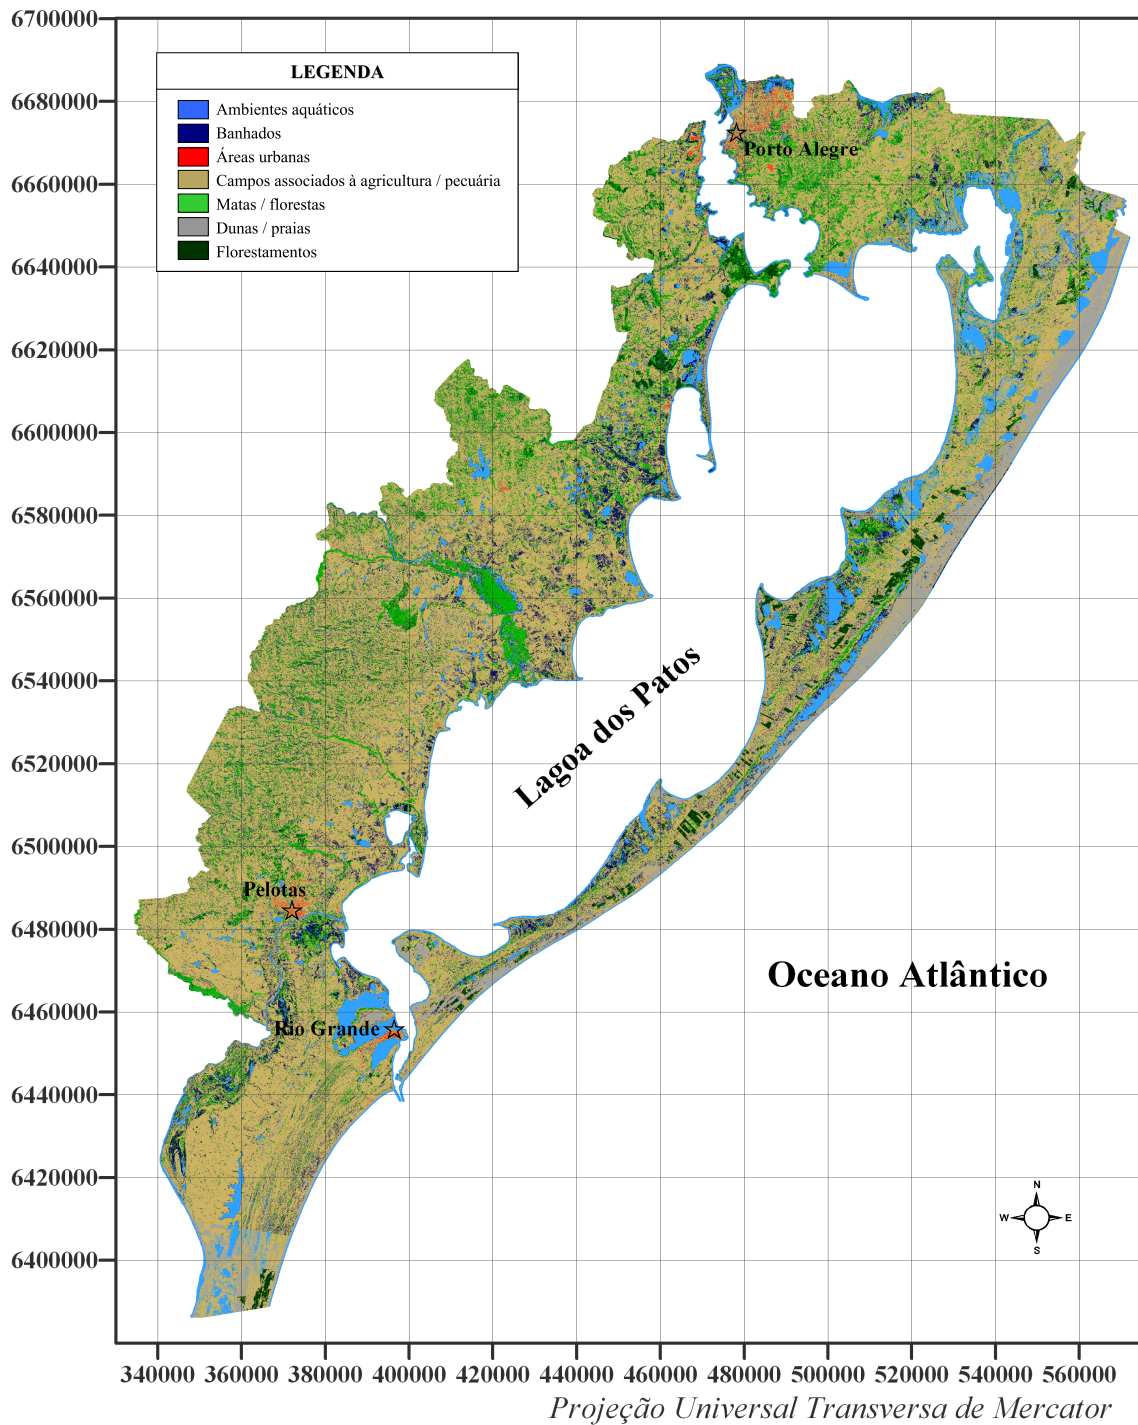 6700000
6680000
6660000
6640000
6620000
6600000
6580000
6560000
6540000
6520000
6500000
6480000
6460000
6440000
6420000
6400000
LEGENDA
Ambientes aquáticos
Banhados
Áreas urbanas
Campos associados à agricultura / pecuária
Matas / florestas
Dunas / praias
Florestamentos
Porto Alegre
Lagoa dos Patos
Pelotas
Oceano Atlântico
Rio Grande
N
W E
S
340000 360000 380000 400000 420000 440000 460000 480000 500000 520000 540000 560000
Projeção Universal Transversa de Mercator